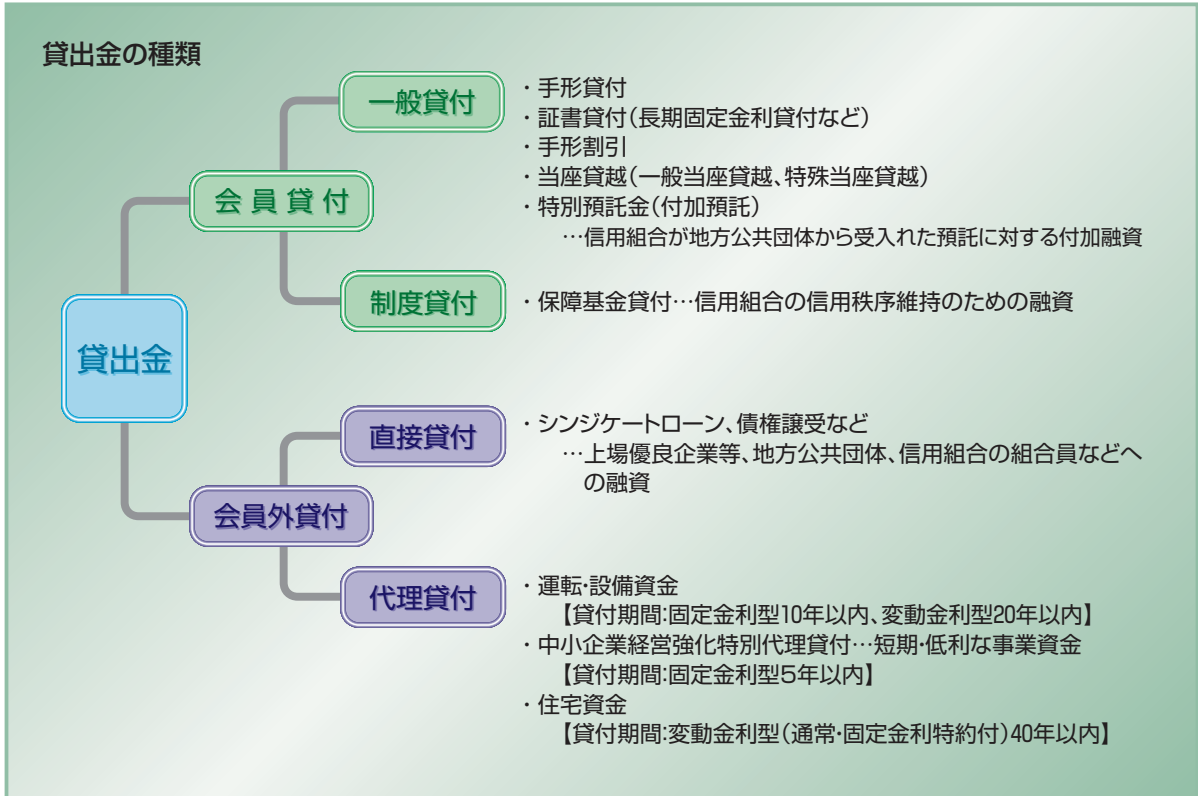 貸出金の種類
貸出金
会員貸付
一般貸付
・手形貸付
・証書貸付(長期固定金利貸付など)
・手形割引
・当座貸越(一般当座貸越、特殊当座貸越)
・特別預託金(付加預託)
…信用組合が地方公共団体から受入れた預託に対する付加融資
制度貸付
・保障基金貸付…信用組合の信用秩序維持のための融資
会員外貸付
直接貸付
・シンジケートローン、債権譲受など
…上場優良企業等、地方公共団体、信用組合の組合員などへ
の融資
代理貸付
・運転・設備資金
【貸付期間:固定金利型10年以内、変動金利型20年以内】
・中小企業経営強化特別代理貸付…短期・低利な事業資金
【貸付期間:固定金利型5年以内】
・住宅資金
【貸付期間:変動金利型(通常・固定金利特約付)40年以内】